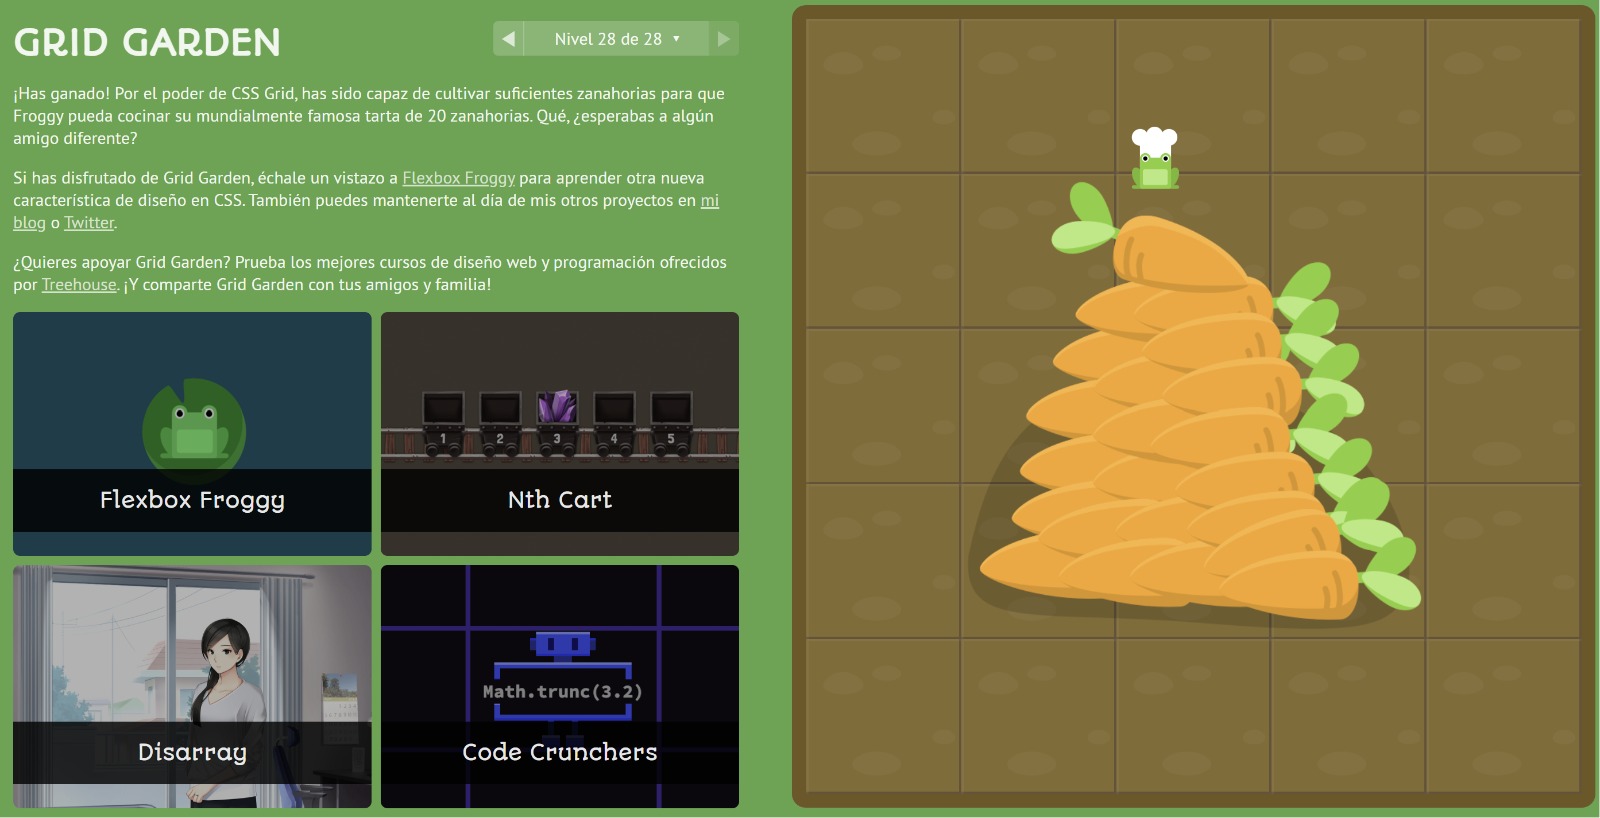 GRID GARDEN
Nivel 28 de 28
¡Has ganado! Por el poder de CSS Grid, has sido capaz de cultivar suficientes zanahorias para que
Froggy pueda cocinar su mundialmente famosa tarta de 20 zanahorias. Qué, ¿esperabas a algún
amigo diferente?
Si has disfrutado de Grid Garden, échale un vistazo a Flexbox Froggy para aprender otra nueva
característica de diseño en CSS. También puedes mantenerte al día de mis otros proyectos en mi
blog o Twitter.
¿Quieres apoyar Grid Garden? Prueba los mejores cursos de diseño web y programación ofrecidos
por Treehouse. ¡Y comparte Grid Garden con tus amigos y familia!
Flexbox Froggy
1 2 3 4 5
Nth Cart
Disarray
Math.trunc(3.2)
Code Crunchers